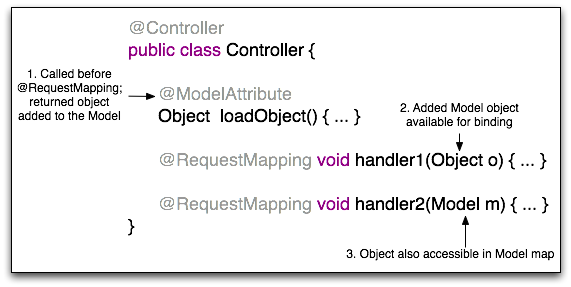 @Controller
public class Controller {
1. Called before
@RequestMapping;
returned object
added to the Model
@ModelAttribute
Object loadObject() { ... }
2. Added Model object
available for binding
@RequestMapping void handler1(Object o) { ... }
@RequestMapping void handler2(Model m) { ... }
}
3. Object also accessible in Model map